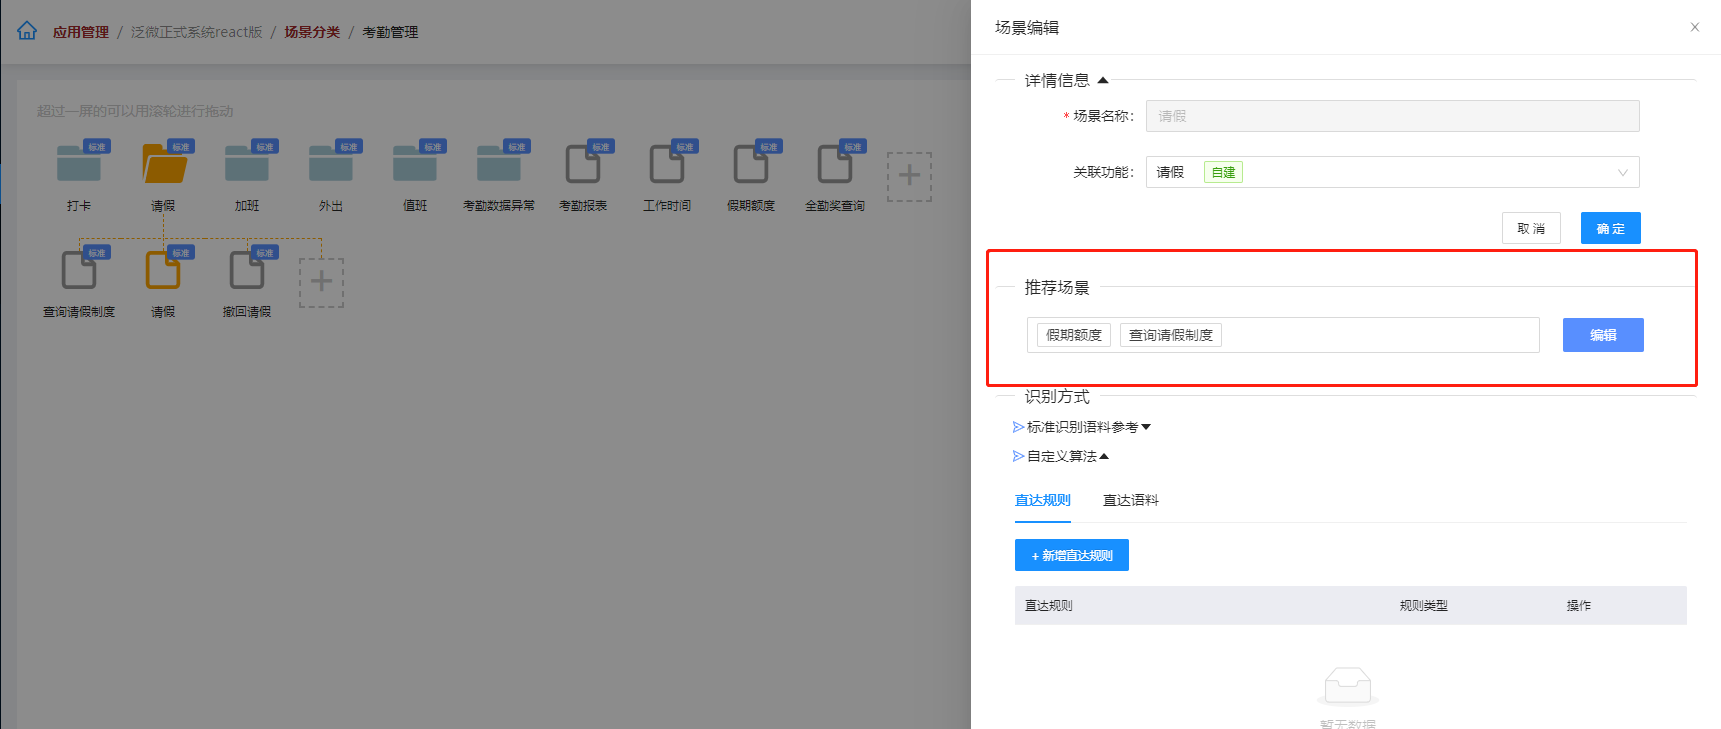 应用管理 / 泛微正式系统react版 / 场景分类 / 考勤管理
超过一屏的可以用滚轮进行拖动
标准 标准 标准 标准 标准 标准 标准 标准 标准 标准
打卡 请假 加班 外出 值班 考勤数据异常 考勤报表 工作时间 假期额度 全勤奖查询
标准 标准 标准
查询请假制度 请假 撤回请假
场景编辑
详情信息
* 场景名称: 请假
关联功能: 请假 自建
取消 确定
推荐场景
假期额度 查询请假制度 编辑
识别方式
标准识别语料参考
自定义算法
直达规则 直达语料
+ 新增直达规则
直达规则 规则类型 操作
暂无数据